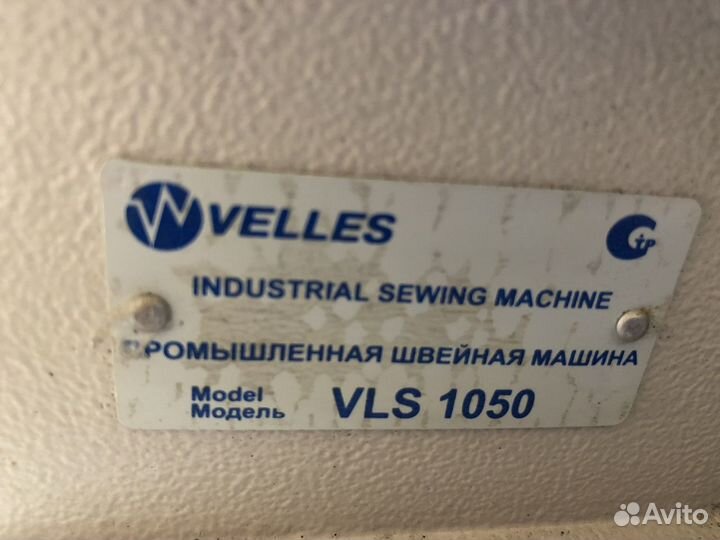 VELLES
INDUSTRIAL SEWING MACHINE
ПРОМЫШЛЕННАЯ ШВЕЙНАЯ МАШИНА
Model
Модель VLS 1050
Avito